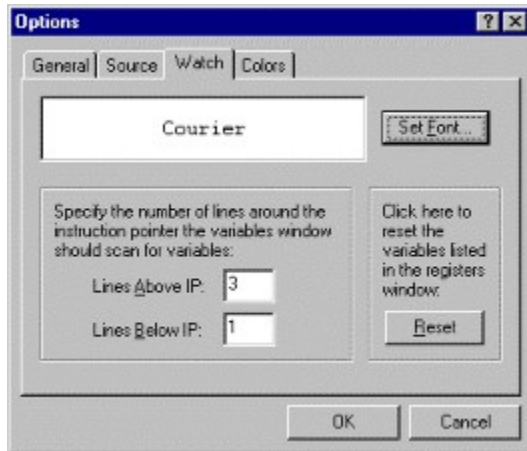 Options
General Source Watch Colors
Courier
Set Font...
Specify the number of lines around the
instruction pointer the variables window
should scan for variables:
Lines Above IP: 3
Lines Below IP: 1
Click here to
reset the
variables listed
in the registers
window:
Reset
OK Cancel